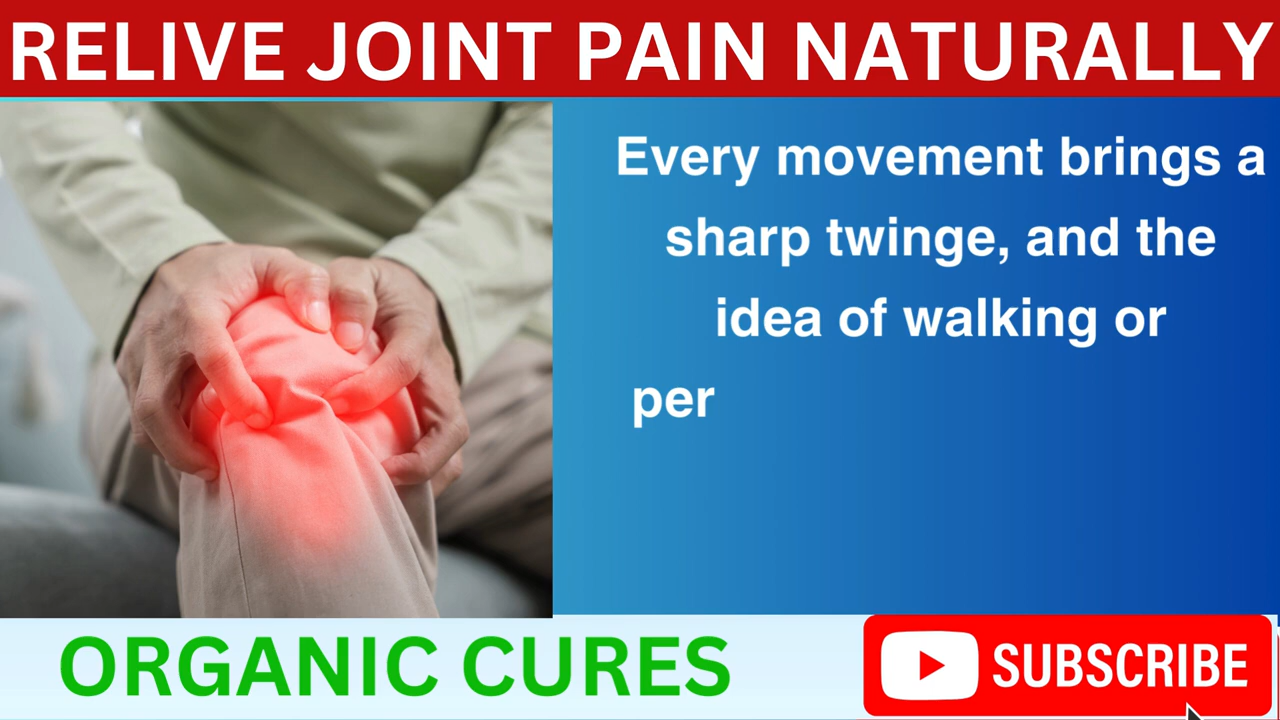 RELIVE JOINT PAIN NATURALLY
Every movement brings a
sharp twinge, and the
idea of walking or
per
ORGANIC CURES
SUBSCRIBE